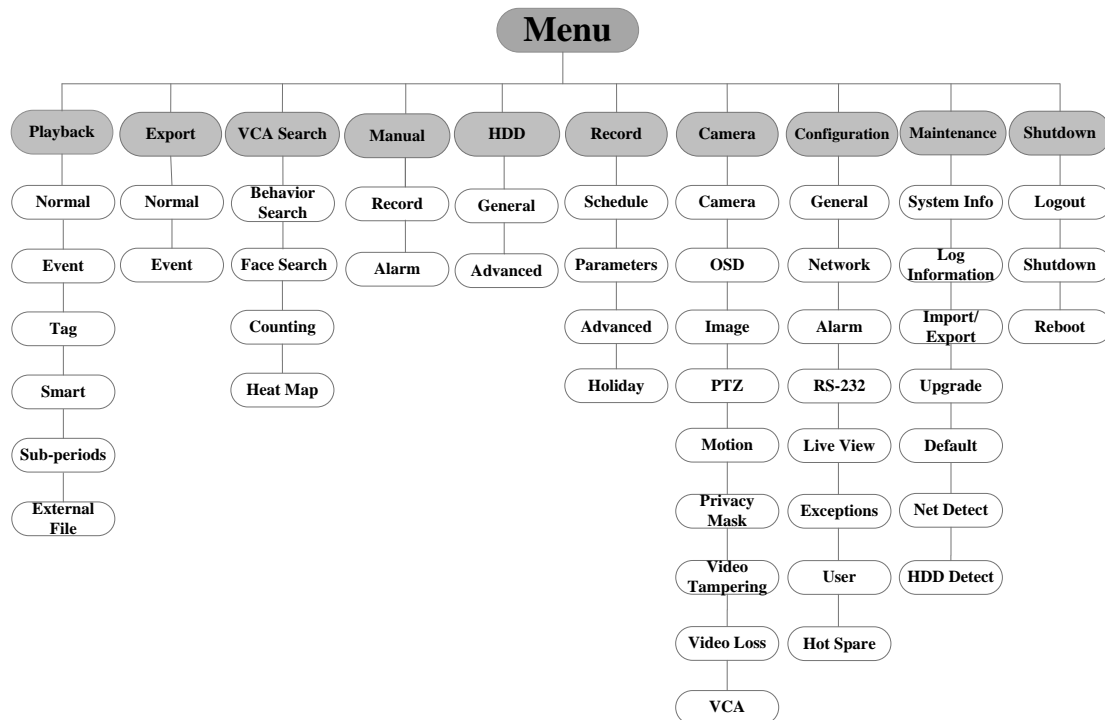 Menu
Playback
Export
VCA Search
Manual
HDD
Record
Camera
Configuration
Maintenance
Shutdown
Normal
Event
Tag
Smart
Sub-periods
External
File
Normal
Event
Behavior
Search
Face Search
Counting
Heat Map
Record
Alarm
General
Advanced
Schedule
Parameters
Advanced
Holiday
Camera
OSD
Image
PTZ
Motion
Privacy
Mask
Video
Tampering
Video Loss
VCA
General
Network
Alarm
RS-232
Live View
Exceptions
User
Hot Spare
System Info
Log
Information
Import/
Export
Upgrade
Default
Net Detect
HDD Detect
Logout
Shutdown
Reboot